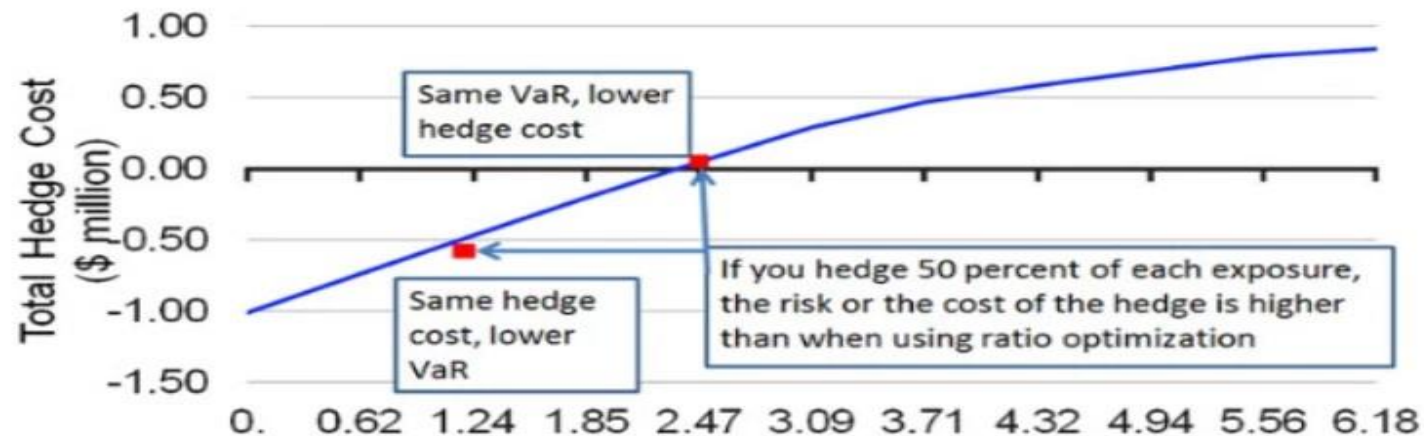 Total Hedge Cost
($ million)
1.00
0.50
0.00
-0.50
-1.00
-1.50
Same VaR, lower
hedge cost
Same hedge
cost, lower
VaR
If you hedge 50 percent of each exposure,
the risk or the cost of the hedge is higher
than when using ratio optimization
0. 0.62 1.24 1.85 2.47 3.09 3.71 4.32 4.94 5.56 6.18